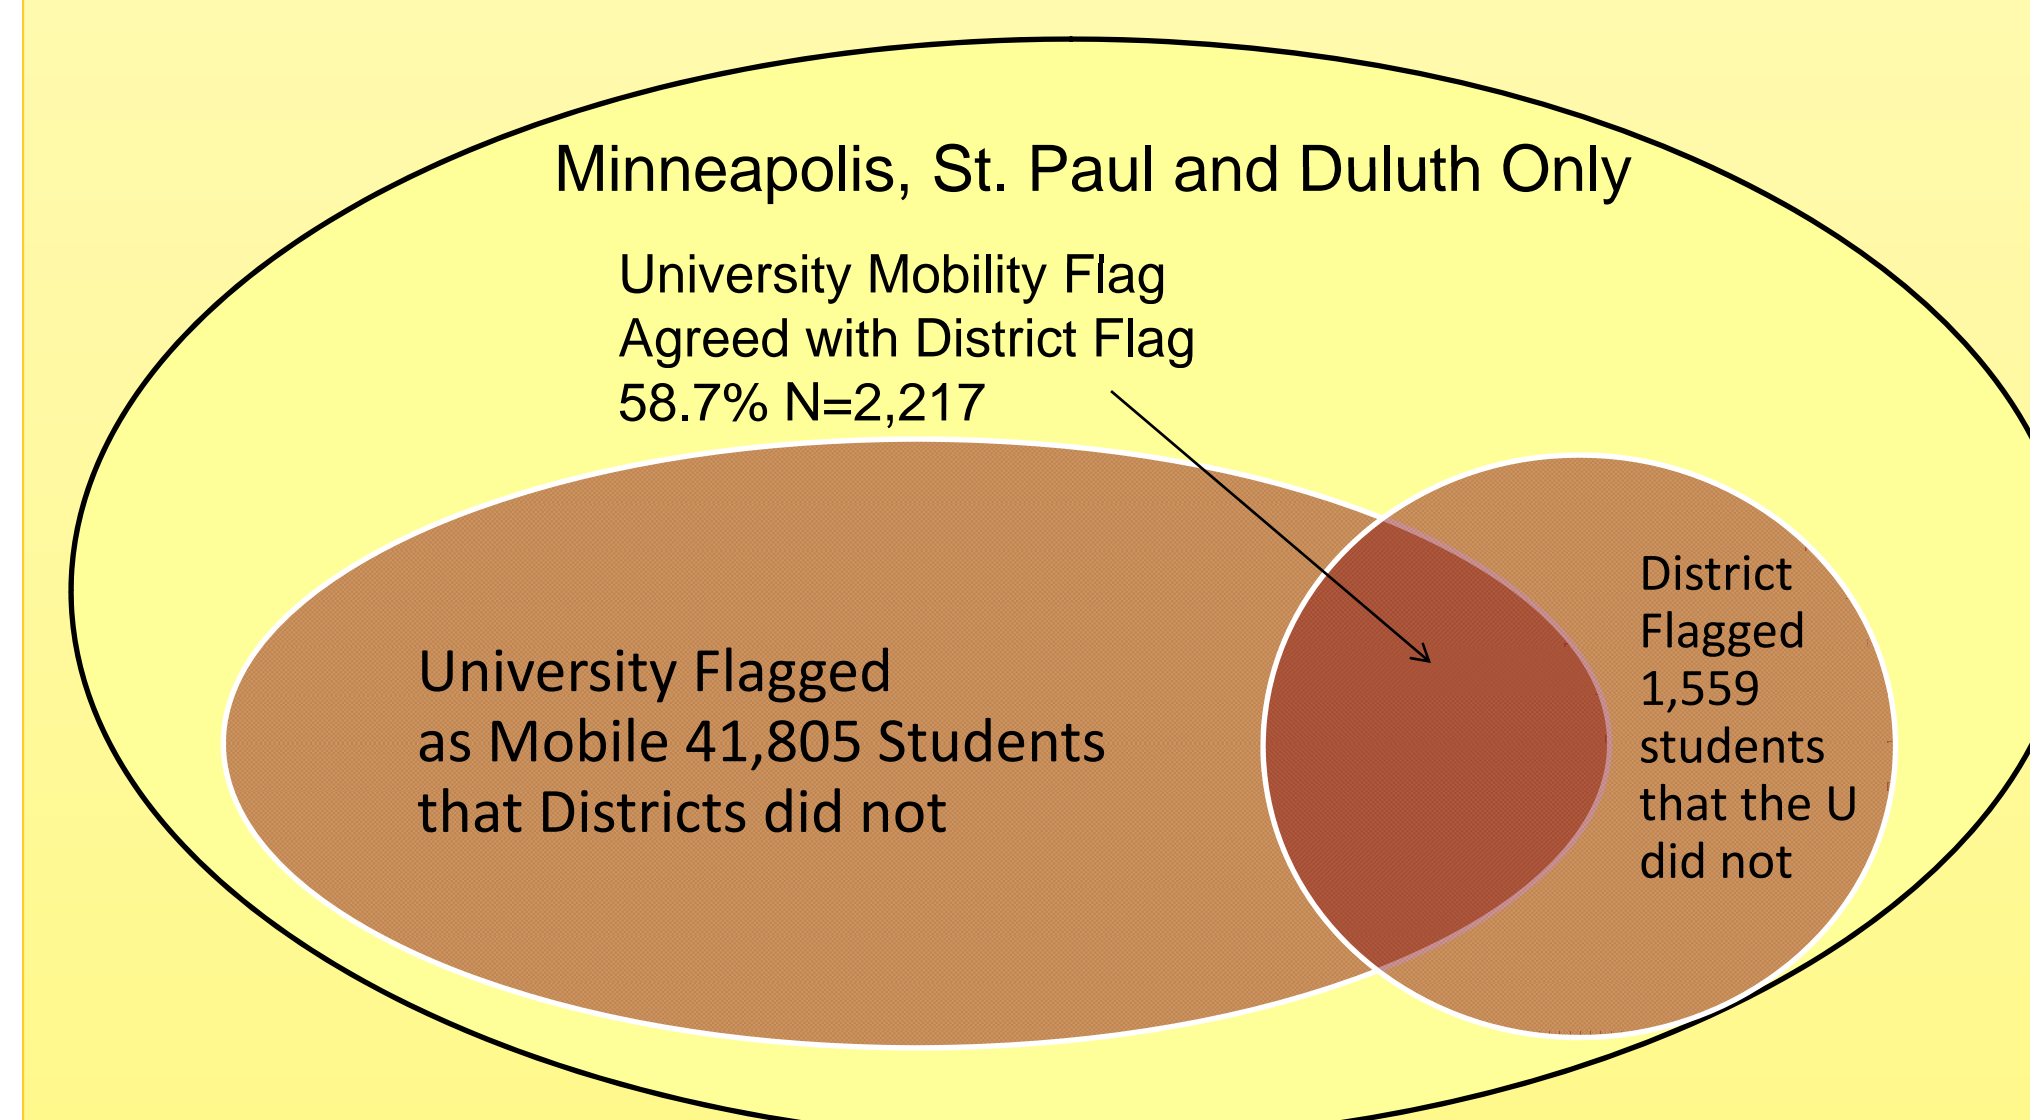 Minneapolis, St. Paul and Duluth Only
University Mobility Flag
Agreed with District Flag
58.7% N=2,217
University Flagged
as Mobile 41,805 Students
that Districts did not
District
Flagged
1,559
students
that the U
did not